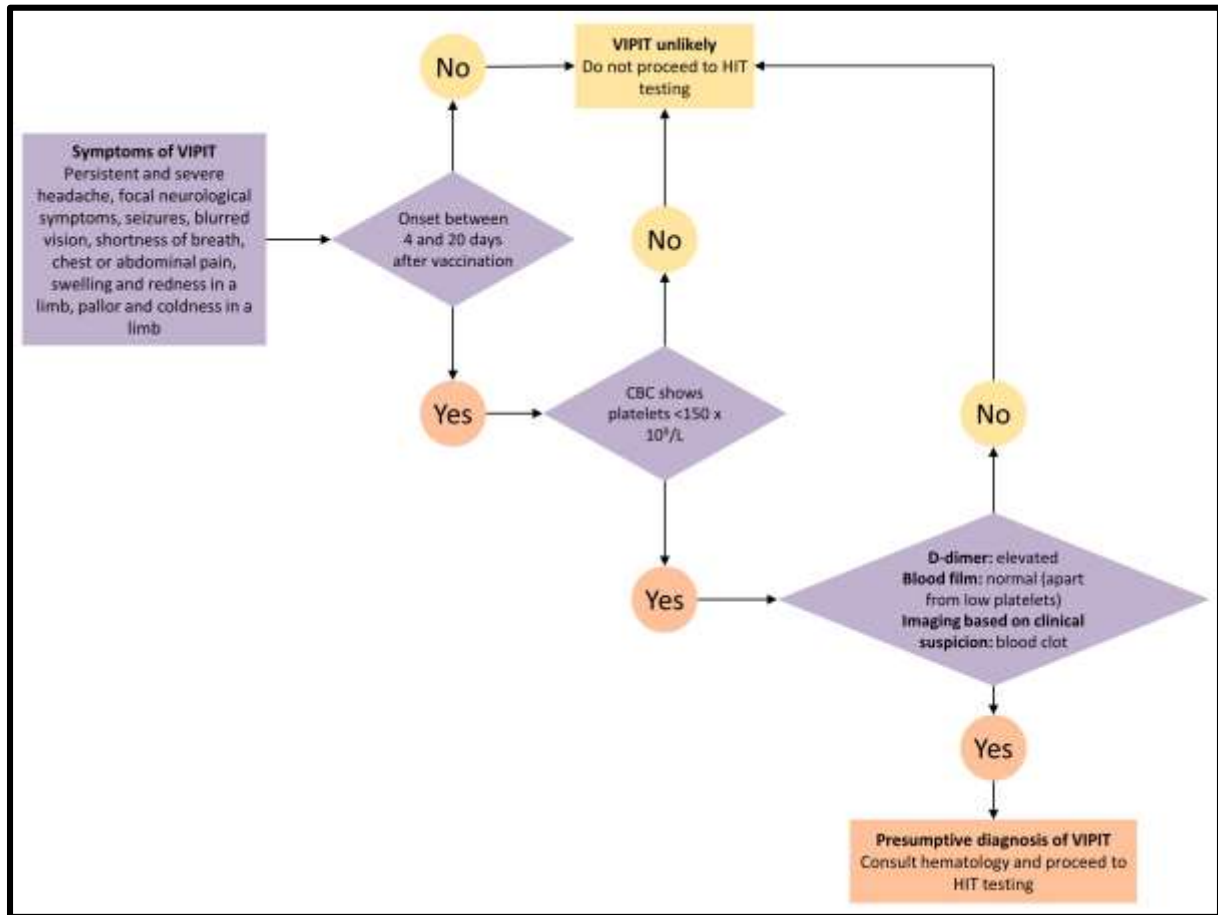 No
VIPIT unlikely
Do not proceed to HIT
testing
Symptoms of VIPIT
Persistent and severe
headache, focal neurological
symptoms, seizures, blurred
vision, shortness of breath,
chest or abdominal pain,
swelling and redness in a
limb, pallor and coldness in a
limb
Onset between
4 and 20 days
after vaccination
No
Yes
CBC shows
platelets <150 x
10⁹/L
No
Yes
D-dimer: elevated
Blood film: normal (apart
from low platelets)
Imaging based on clinical
suspicion: blood clot
Yes
Presumptive diagnosis of VIPIT
Consult hematology and proceed to
HIT testing